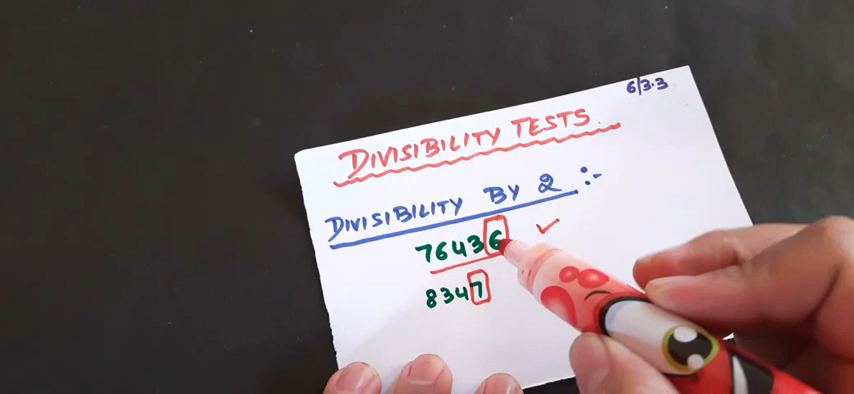 6/3.3
DIVISIBILITY TESTS
DIVISIBILITY BY 2 :-
76436 ✓
8347